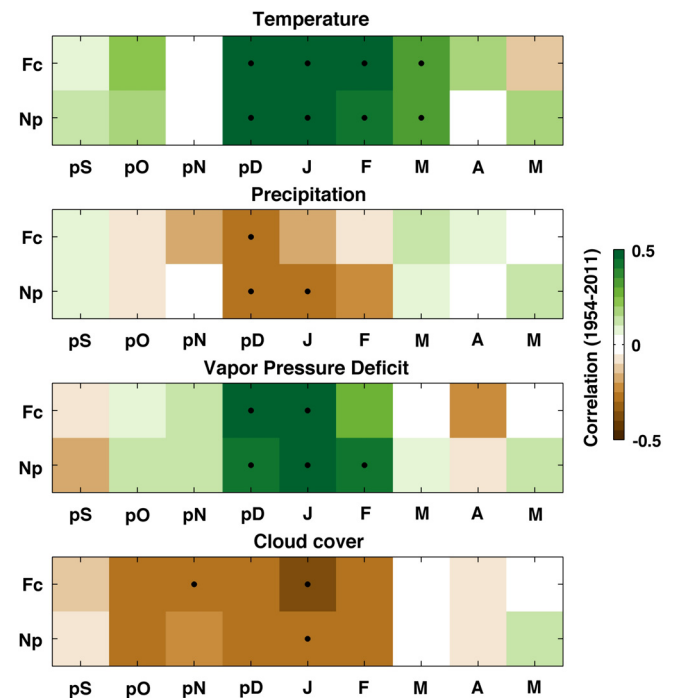 Temperature
Fc
Np
pS pO pN pD J F M A M
Precipitation
Fc
Np
pS pO pN pD J F M A M
Vapor Pressure Deficit
Fc
Np
pS pO pN pD J F M A M
Cloud cover
Fc
Np
pS pO pN pD J F M A M
0.5
0
-0.5
Correlation (1954-2011)